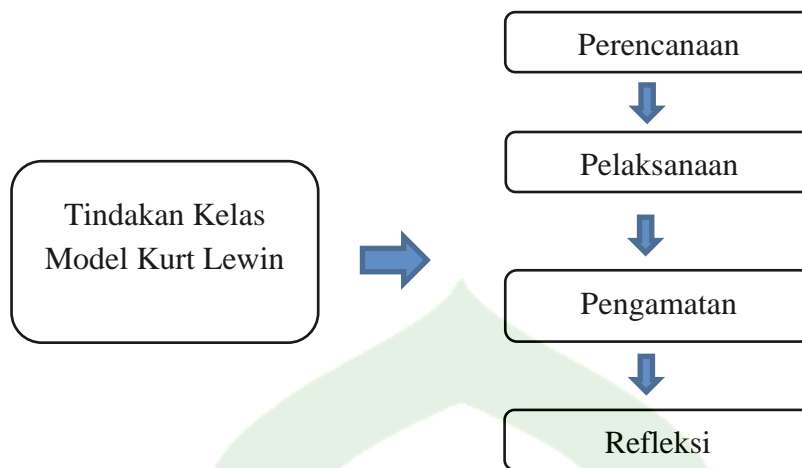 Tindakan Kelas
Model Kurt Lewin
Perencanaan
Pelaksanaan
Pengamatan
Refleksi